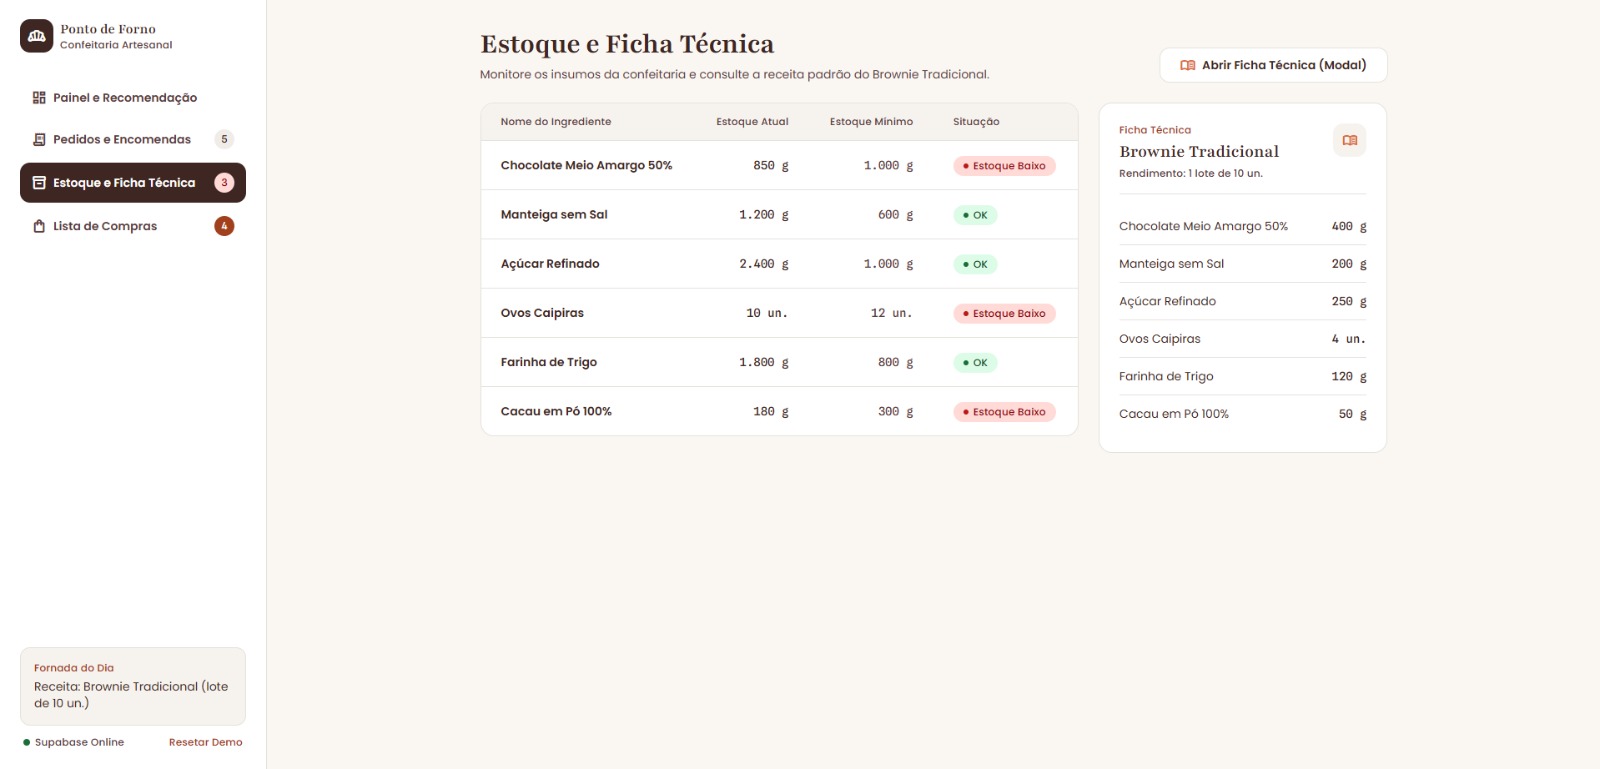 Ponto de Forno
Confeitaria Artesanal
Painel e Recomendação
Pedidos e Encomendas 5
Estoque e Ficha Técnica 3
Lista de Compras 4
Fornada do Dia
Receita: Brownie Tradicional (lote
de 10 un.)
Supabase Online Resetar Demo
Estoque e Ficha Técnica
Monitore os insumos da confeitaria e consulte a receita padrão do Brownie Tradicional.
Abrir Ficha Técnica (Modal)
Nome do Ingrediente Estoque Atual Estoque Mínimo Situação
Chocolate Meio Amargo 50% 850 g 1.000 g Estoque Baixo
Manteiga sem Sal 1.200 g 600 g OK
Açúcar Refinado 2.400 g 1.000 g OK
Ovos Caipiras 10 un. 12 un. Estoque Baixo
Farinha de Trigo 1.800 g 800 g OK
Cacau em Pó 100% 180 g 300 g Estoque Baixo
Ficha Técnica
Brownie Tradicional
Rendimento: 1 lote de 10 un.
Chocolate Meio Amargo 50% 400 g
Manteiga sem Sal 200 g
Açúcar Refinado 250 g
Ovos Caipiras 4 un.
Farinha de Trigo 120 g
Cacau em Pó 100% 50 g